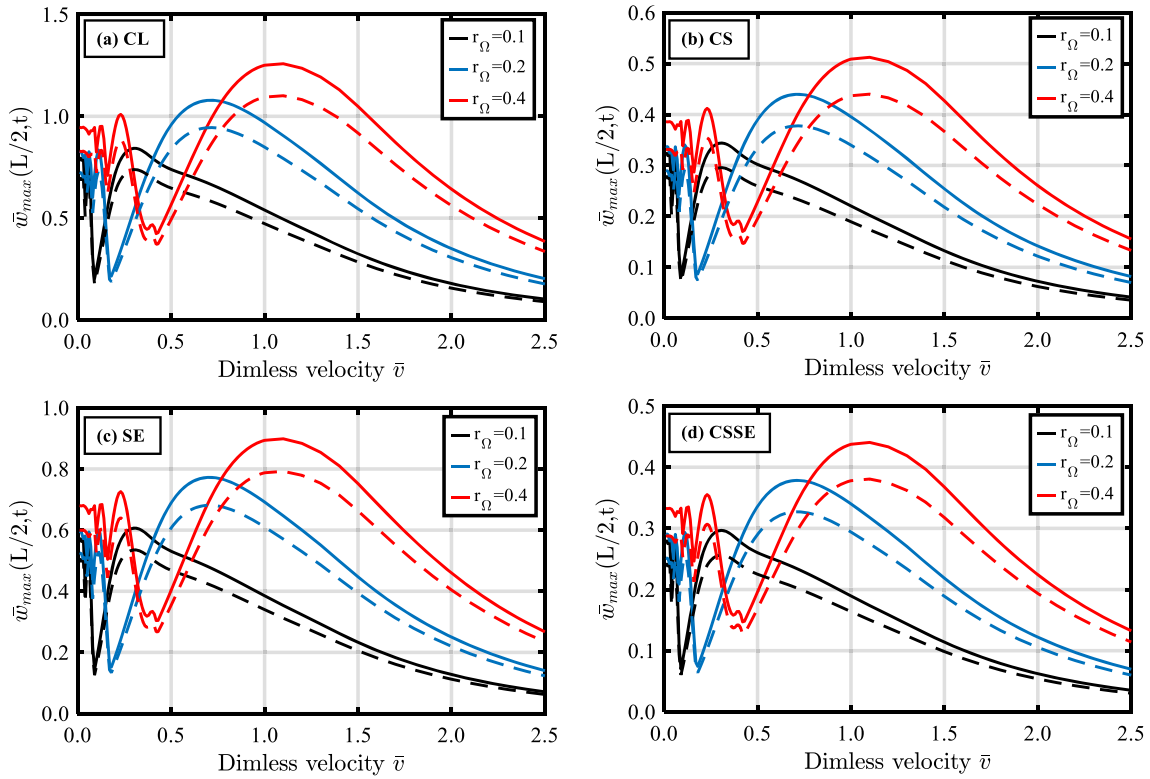 (a) CL
r_Ω=0.1
r_Ω=0.2
r_Ω=0.4
1.5
1.0
0.5
0.0
w̄_max(L/2,t)
0.0 0.5 1.0 1.5 2.0 2.5
Dimless velocity v̄
(b) CS
r_Ω=0.1
r_Ω=0.2
r_Ω=0.4
0.6
0.5
0.4
0.3
0.2
0.1
0.0
w̄_max(L/2,t)
0.0 0.5 1.0 1.5 2.0 2.5
Dimless velocity v̄
(c) SE
r_Ω=0.1
r_Ω=0.2
r_Ω=0.4
1.0
0.8
0.6
0.4
0.2
0.0
w̄_max(L/2,t)
0.0 0.5 1.0 1.5 2.0 2.5
Dimless velocity v̄
(d) CSSE
r_Ω=0.1
r_Ω=0.2
r_Ω=0.4
0.5
0.4
0.3
0.2
0.1
0.0
w̄_max(L/2,t)
0.0 0.5 1.0 1.5 2.0 2.5
Dimless velocity v̄